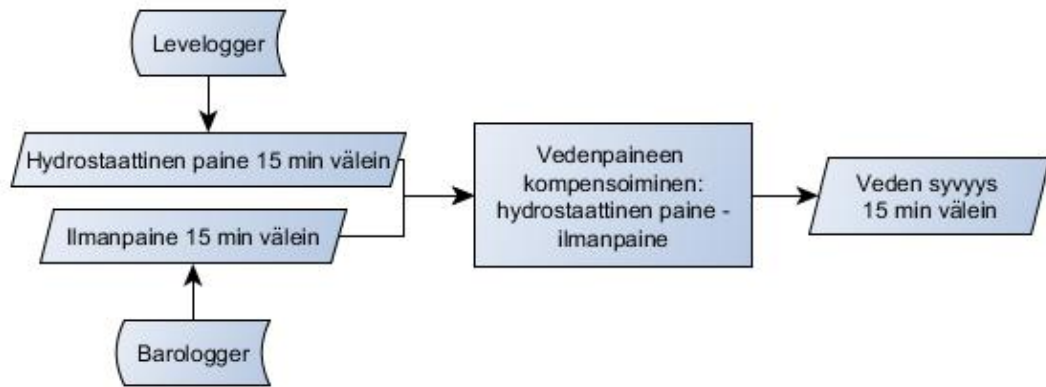 Levelogger
Hydrostaattinen paine 15 min välein
Ilmanpaine 15 min välein
Barologger
Vedenpaineen
kompensoiminen:
hydrostaattinen paine -
ilmanpaine
Veden syvyys
15 min välein